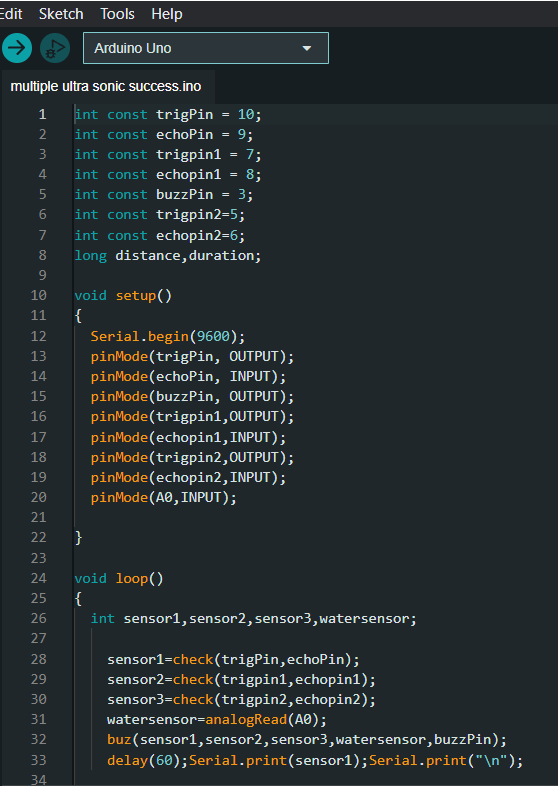 Edit Sketch Tools Help
Arduino Uno
multiple ultra sonic success.ino
1 int const trigPin = 10;
2 int const echoPin = 9;
3 int const trigpin1 = 7;
4 int const echopin1 = 8;
5 int const buzzPin = 3;
6 int const trigpin2=5;
7 int const echopin2=6;
8 long distance,duration;
9
10 void setup()
11 {
12 Serial.begin(9600);
13 pinMode(trigPin, OUTPUT);
14 pinMode(echoPin, INPUT);
15 pinMode(buzzPin, OUTPUT);
16 pinMode(trigpin1,OUTPUT);
17 pinMode(echopin1,INPUT);
18 pinMode(trigpin2,OUTPUT);
19 pinMode(echopin2,INPUT);
20 pinMode(A0,INPUT);
21
22 }
23
24 void loop()
25 {
26 int sensor1,sensor2,sensor3,watersensor;
27
28 sensor1=check(trigPin,echoPin);
29 sensor2=check(trigpin1,echopin1);
30 sensor3=check(trigpin2,echopin2);
31 watersensor=analogRead(A0);
32 buz(sensor1,sensor2,sensor3,watersensor,buzzPin);
33 delay(60);Serial.print(sensor1);Serial.print("\n");
34